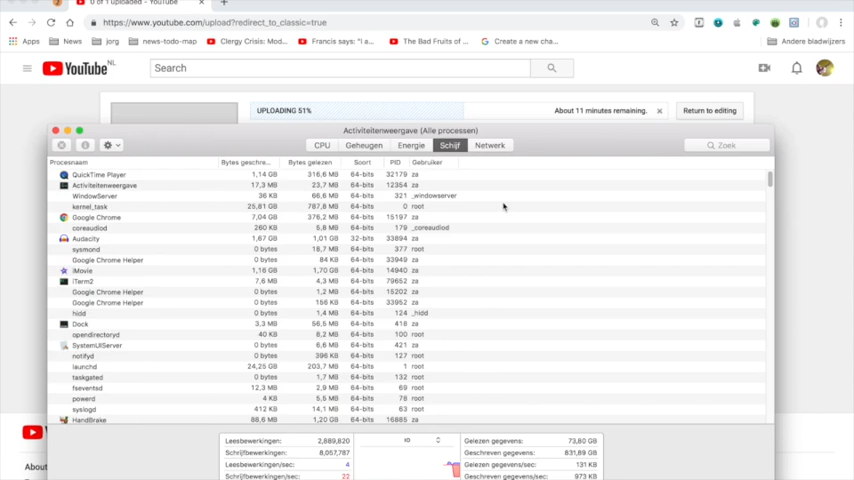 0 of 1 uploaded - YouTube
https://www.youtube.com/upload?redirect_to_classic=true
Apps News jorg news-todo-map Clergy Crisis: Mod… Francis says: "I a… The Bad Fruits of … Create a new cha… Andere bladwijzers
YouTube NL Search
UPLOADING 51% About 11 minutes remaining. Return to editing
Activiteitenweergave (Alle processen)
CPU Geheugen Energie Schijf Netwerk Zoek
Procesnaam Bytes geschre… Bytes gelezen Soort PID Gebruiker
QuickTime Player 1,14 GB 316,6 MB 64-bits 32179 za
Activiteitenweergave 17,3 MB 23,7 MB 64-bits 12354 za
WindowServer 36 KB 66,6 MB 64-bits 321 _windowserver
kernel_task 25,81 GB 787,8 MB 64-bits 0 root
Google Chrome 7,04 GB 376,2 MB 64-bits 15197 za
coreaudiod 260 KB 5,8 MB 64-bits 179 _coreaudiod
Audacity 1,67 GB 1,01 GB 32-bits 33894 za
sysmond 0 bytes 18,7 MB 64-bits 377 root
Google Chrome Helper 0 bytes 84 KB 64-bits 33949 za
iMovie 1,16 GB 1,70 GB 64-bits 14940 za
iTerm2 7,6 MB 4,3 MB 64-bits 79652 za
Google Chrome Helper 0 bytes 1,2 MB 64-bits 15202 za
Google Chrome Helper 0 bytes 156 KB 64-bits 33952 za
hidd 0 bytes 1,4 MB 64-bits 124 _hidd
Dock 3,3 MB 56,5 MB 64-bits 418 za
opendirectoryd 40 KB 8,2 MB 64-bits 100 root
SystemUIServer 0 bytes 6,6 MB 64-bits 421 za
notifyd 0 bytes 396 KB 64-bits 127 root
launchd 24,25 GB 203,7 MB 64-bits 1 root
taskgated 0 bytes 1,7 MB 64-bits 132 root
fseventsd 12,3 MB 2,9 MB 64-bits 69 root
powerd 4 KB 5,5 MB 64-bits 78 root
syslogd 412 KB 14,1 MB 64-bits 63 root
HandBrake 88,6 MB 1,20 GB 64-bits 16885 za
Leesbewerkingen: 2,889,820 IO Gelezen gegevens: 73,80 GB
Schrijfbewerkingen: 8,057,787 Geschreven gegevens: 831,89 GB
Leesbewerkingen/sec: 4 Gelezen gegevens/sec: 131 KB
Schrijfbewerkingen/sec: 22 Geschreven gegevens/sec: 973 KB
About